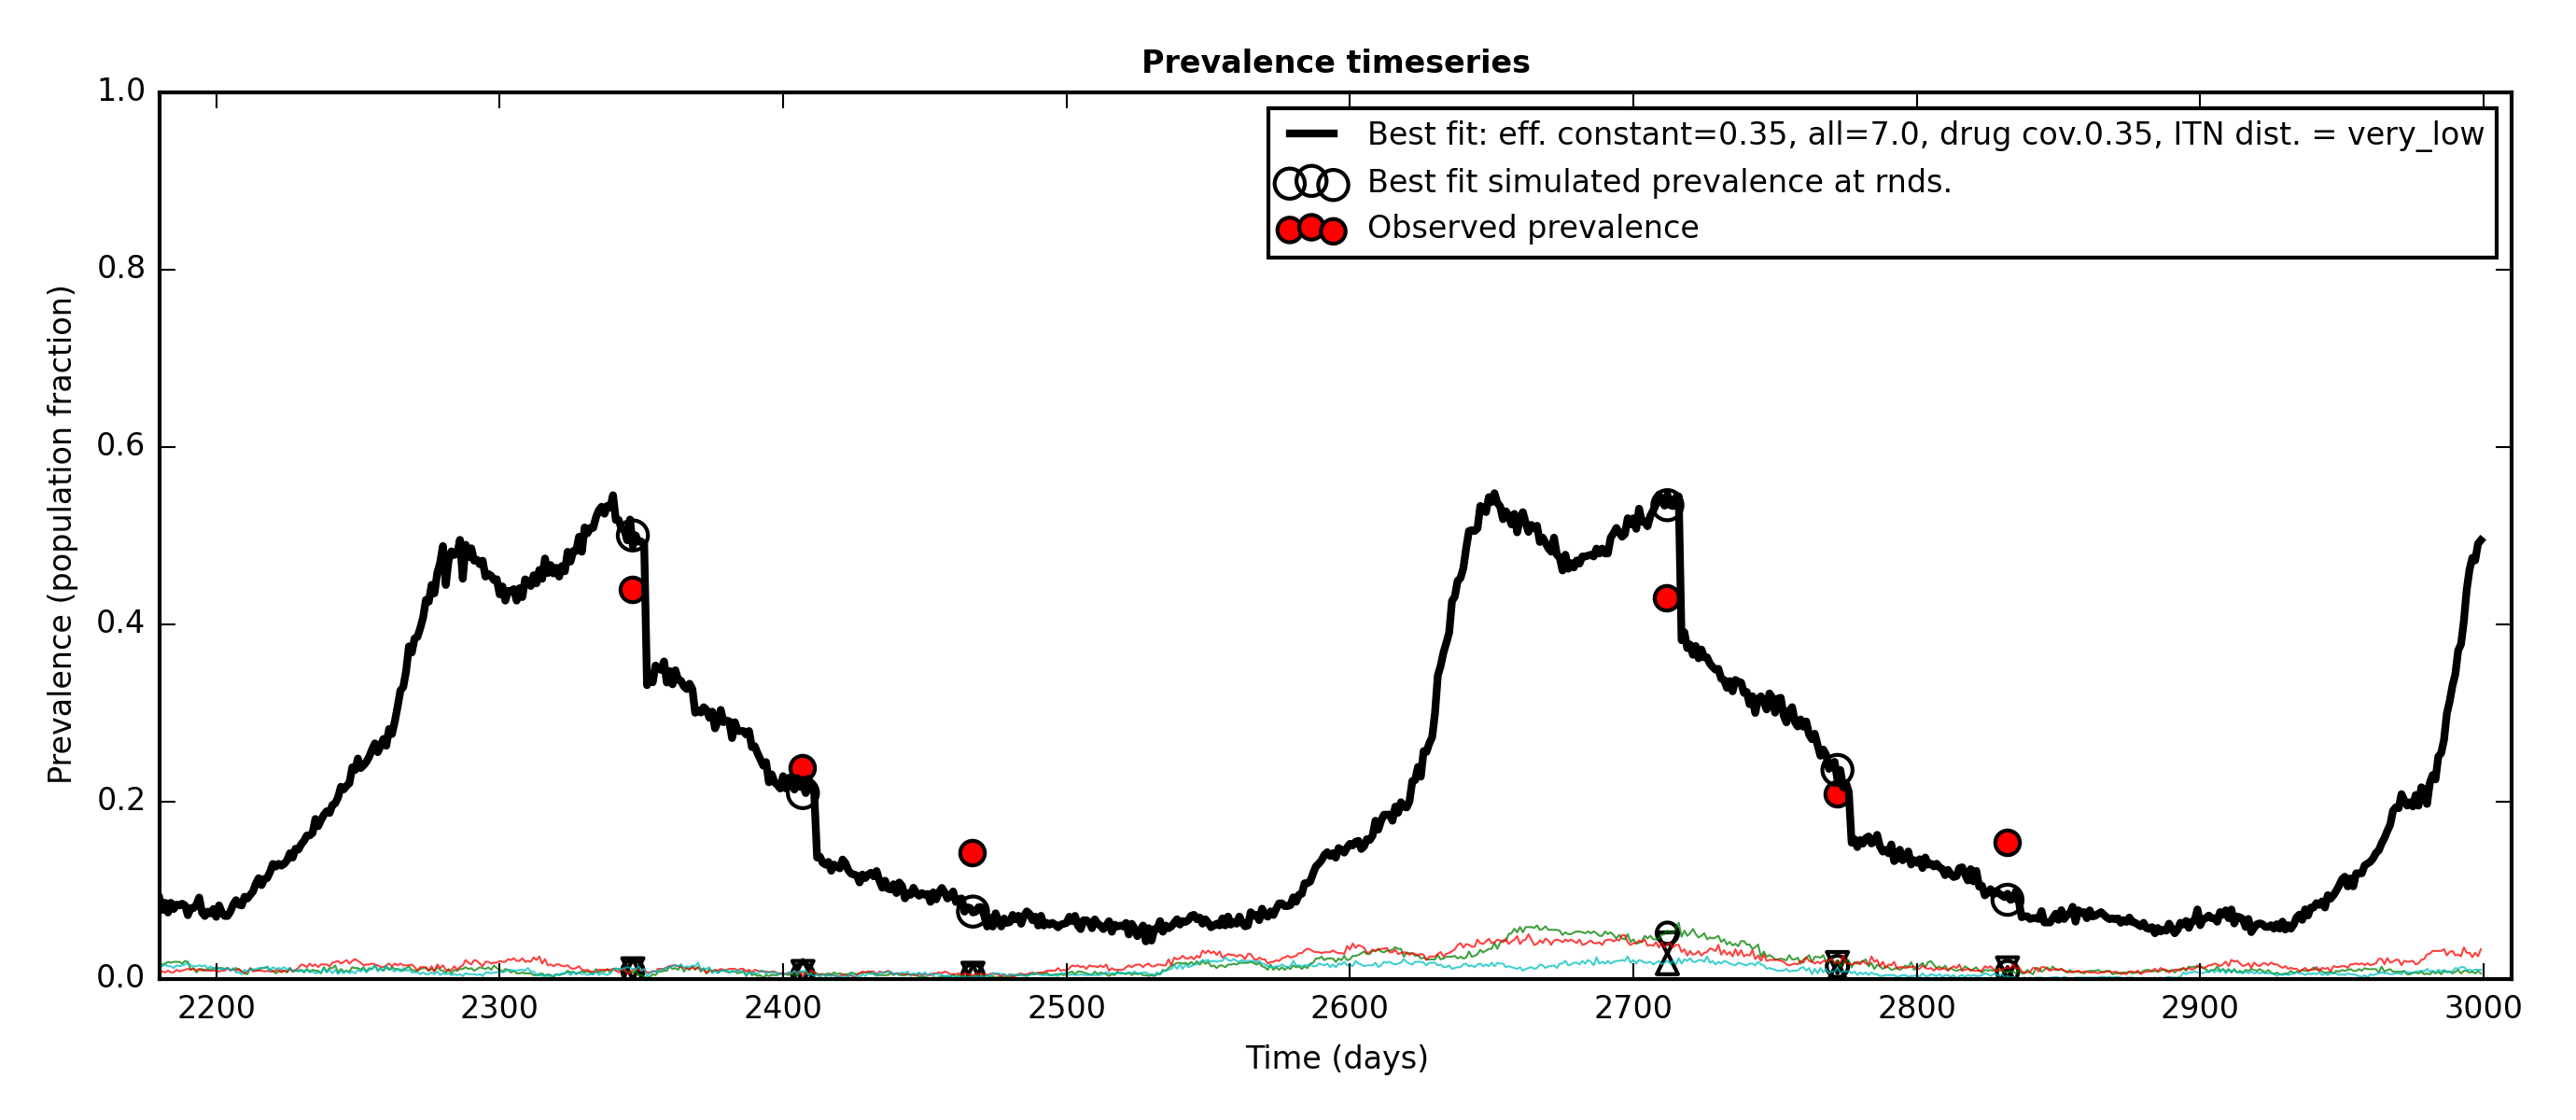 Prevalence timeseries
Best fit: eff. constant=0.35, all=7.0, drug cov.0.35, ITN dist. = very_low
Best fit simulated prevalence at rnds.
Observed prevalence
Prevalence (population fraction)
1.0
0.8
0.6
0.4
0.2
0.0
2200 2300 2400 2500 2600 2700 2800 2900 3000
Time (days)